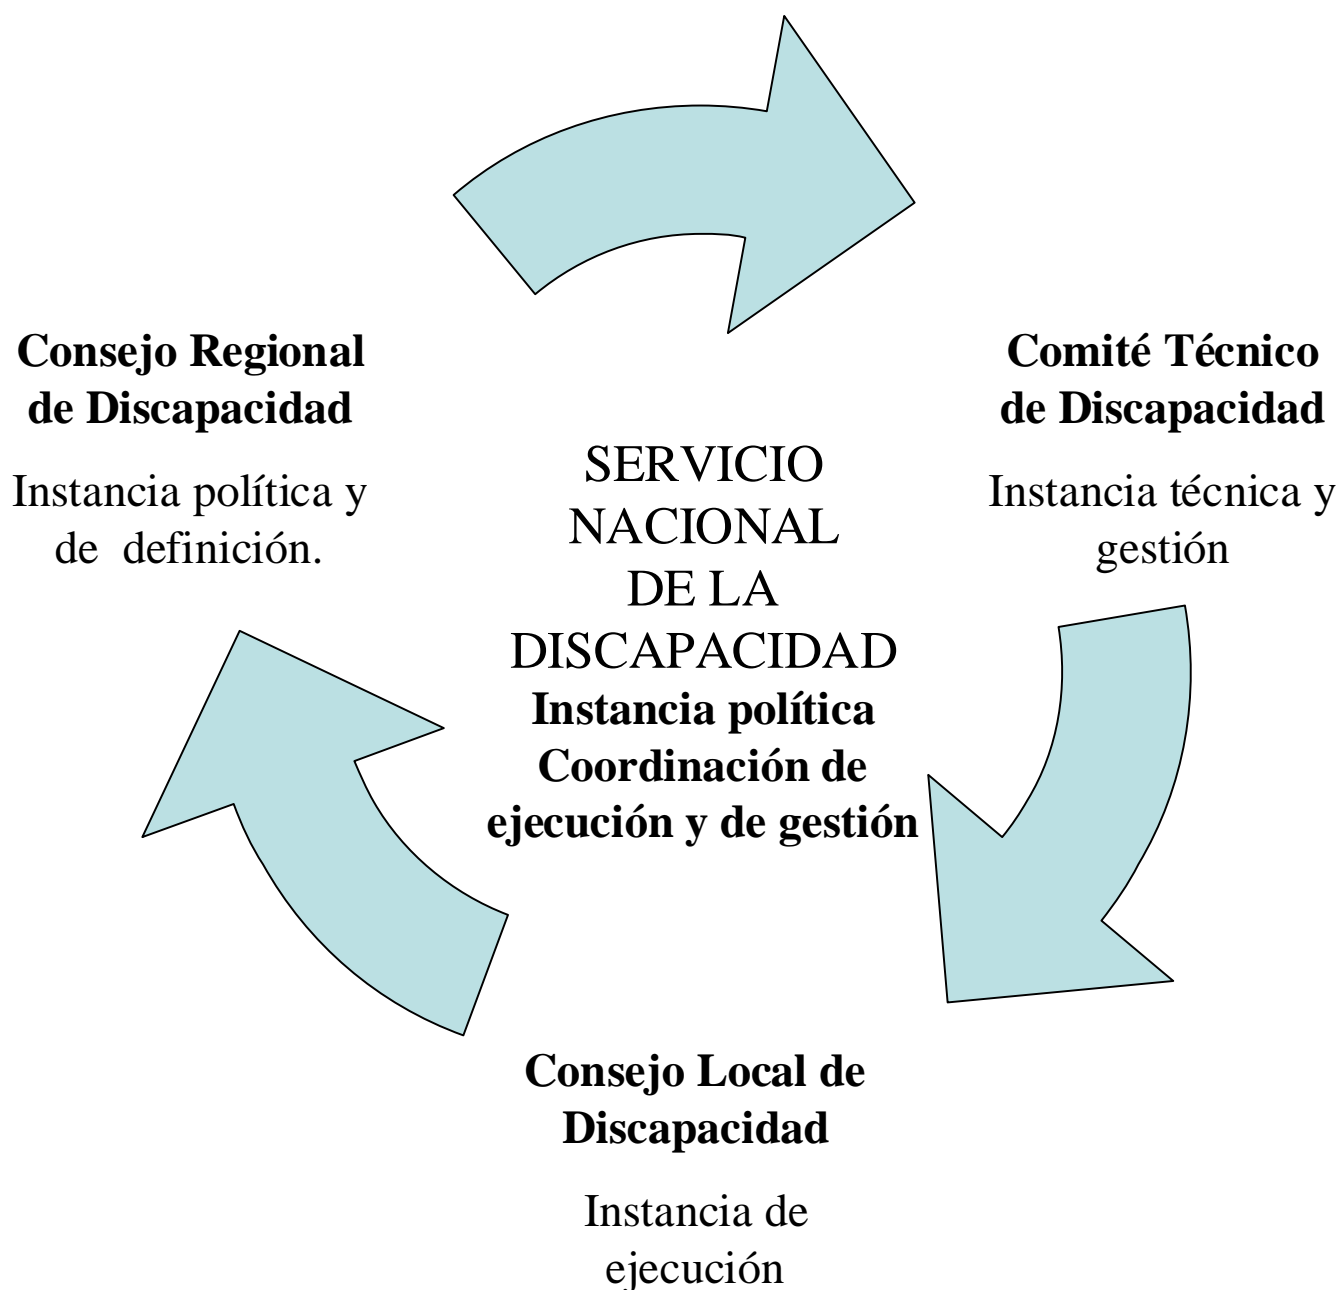 Consejo Regional
de Discapacidad
Instancia política y
de definición.
Comité Técnico
de Discapacidad
Instancia técnica y
gestión
SERVICIO
NACIONAL
DE LA
DISCAPACIDAD
Instancia política
Coordinación de
ejecución y de gestión
Consejo Local de
Discapacidad
Instancia de
ejecución